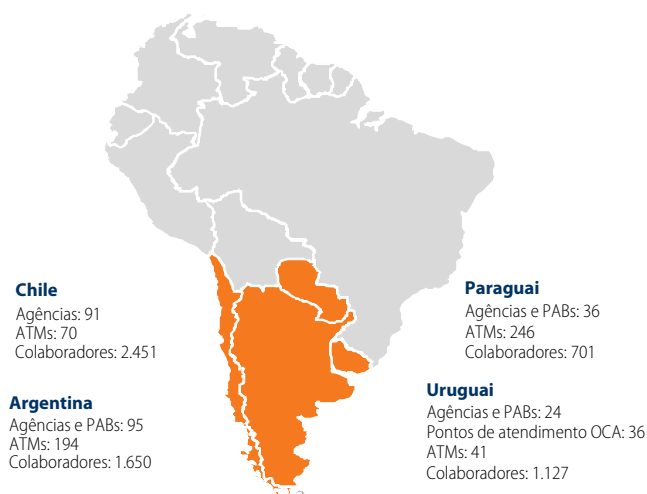 Chile
Agências: 91
ATMs: 70
Colaboradores: 2.451
Argentina
Agências e PABs: 95
ATMs: 194
Colaboradores: 1.650
Paraguai
Agências e PABs: 36
ATMs: 246
Colaboradores: 701
Uruguai
Agências e PABs: 24
Pontos de atendimento OCA: 36
ATMs: 41
Colaboradores: 1.127